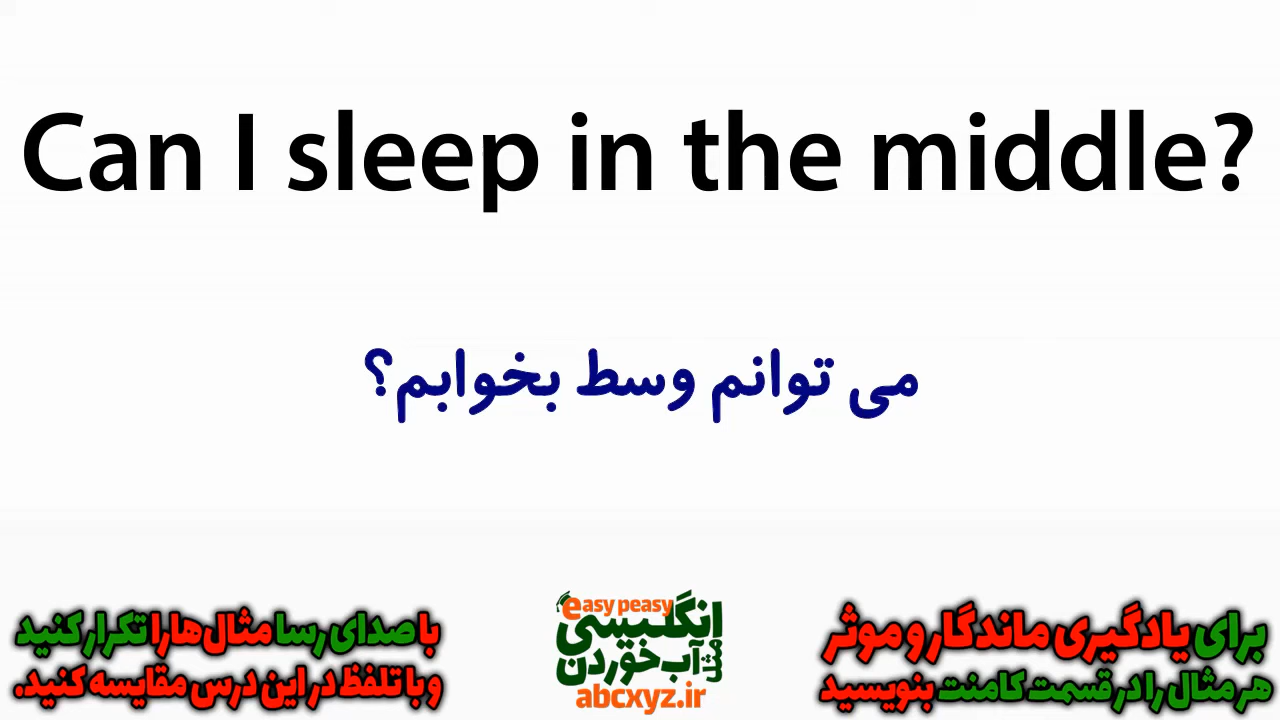 Can I sleep in the middle?
می توانم وسط بخوابم؟
برای یادگیری ماندگار و موثر
هر مثال را در قسمت کامنت بنویسید
easy peasy
انگلیسی
مثل آب خوردن
abcxyz.ir
با صدای رسا مثال ها را تکرار کنید
و با تلفظ در این درس مقایسه کنید.